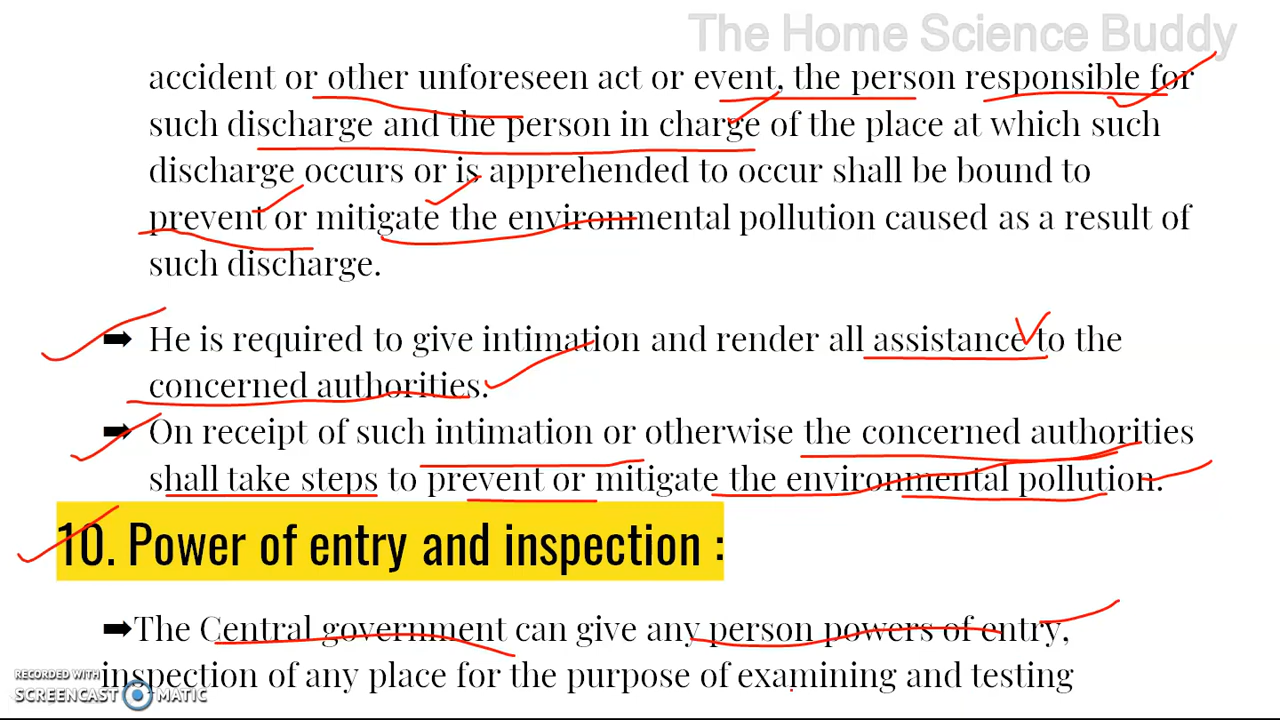 The Home Science Buddy
accident or other unforeseen act or event, the person responsible for
such discharge and the person in charge of the place at which such
discharge occurs or is apprehended to occur shall be bound to
prevent or mitigate the environmental pollution caused as a result of
such discharge.
➡ He is required to give intimation and render all assistance to the
concerned authorities.
➡ On receipt of such intimation or otherwise the concerned authorities
shall take steps to prevent or mitigate the environmental pollution.
10. Power of entry and inspection :
➡The Central government can give any person powers of entry,
inspection of any place for the purpose of examining and testing
RECORDED WITH
SCREENCAST MATIC